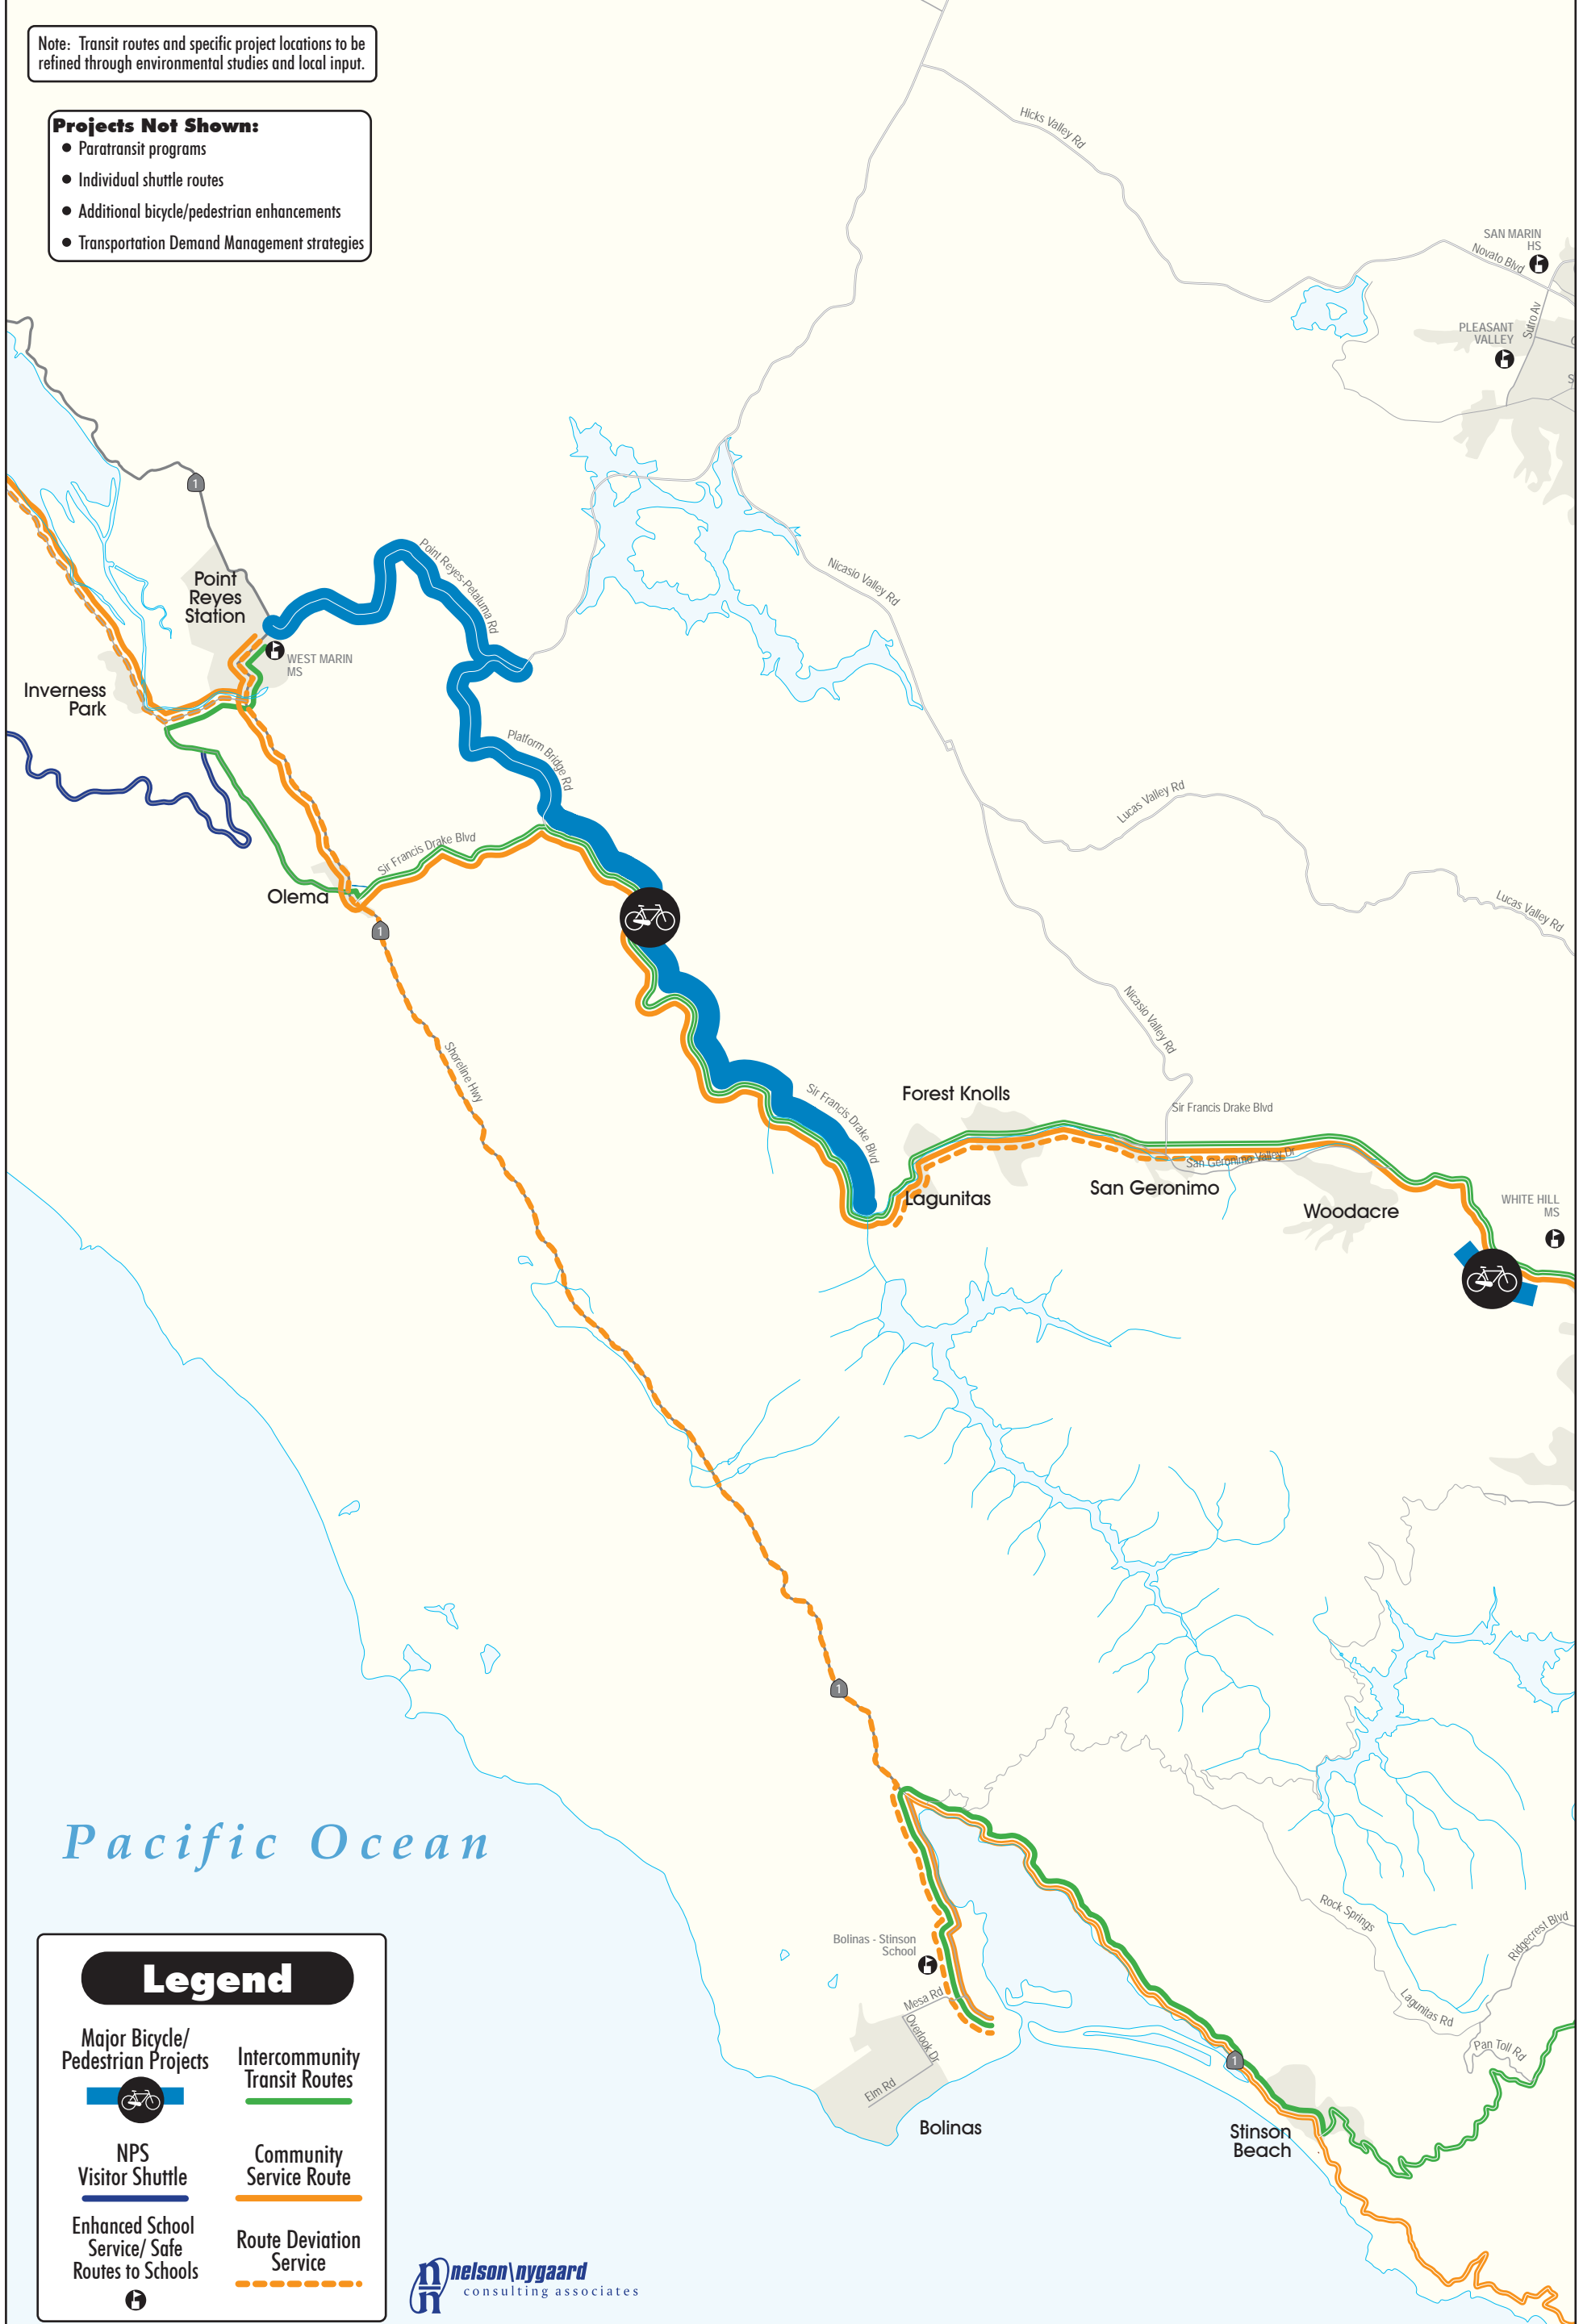 Note: Transit routes and specific project locations to be
refined through environmental studies and local input.
Projects Not Shown:
● Paratransit programs
● Individual shuttle routes
● Additional bicycle/pedestrian enhancements
● Transportation Demand Management strategies
Hicks Valley Rd
SAN MARIN
HS
Novato Blvd
PLEASANT
VALLEY
Sutro Av
1
Point Reyes-Petaluma Rd
Point
Reyes
Station
Nicasio Valley Rd
WEST MARIN
MS
Inverness
Park
Platform Bridge Rd
Lucas Valley Rd
Sir Francis Drake Blvd
Olema
Lucas Valley Rd
1
Nicasio Valley Rd
Shoreline Hwy
Sir Francis Drake Blvd
Forest Knolls
Sir Francis Drake Blvd
San Geronimo Valley Dr
Lagunitas
San Geronimo
Woodacre
WHITE HILL
MS
1
Pacific Ocean
Rock Springs
Ridgecrest Blvd
Bolinas - Stinson
School
Mesa Rd
Lagunitas Rd
Overlook Dr
Pan Toll Rd
1
Elm Rd
Bolinas
Stinson
Beach
Legend
Major Bicycle/
Pedestrian Projects
Intercommunity
Transit Routes
NPS
Visitor Shuttle
Community
Service Route
Enhanced School
Service/ Safe
Routes to Schools
Route Deviation
Service
nelson\nygaard
consulting associates